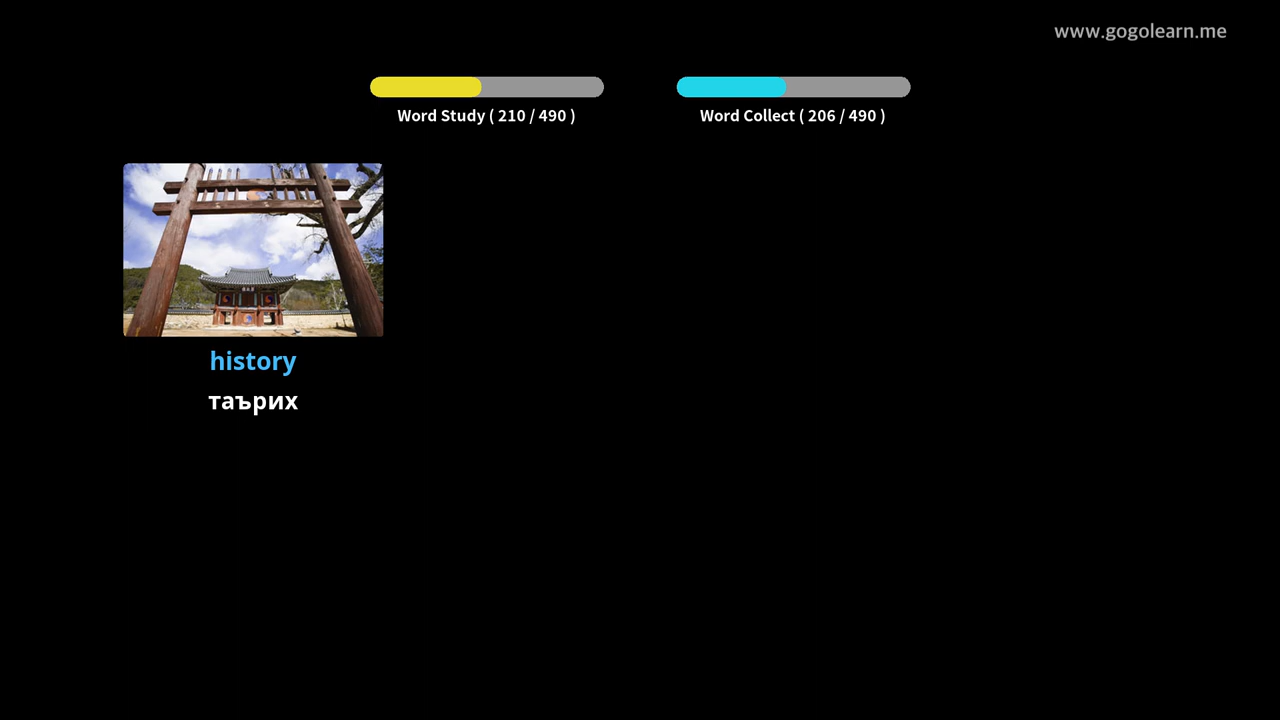 www.gogolearn.me
Word Study ( 210 / 490 )
Word Collect ( 206 / 490 )
history
таърих